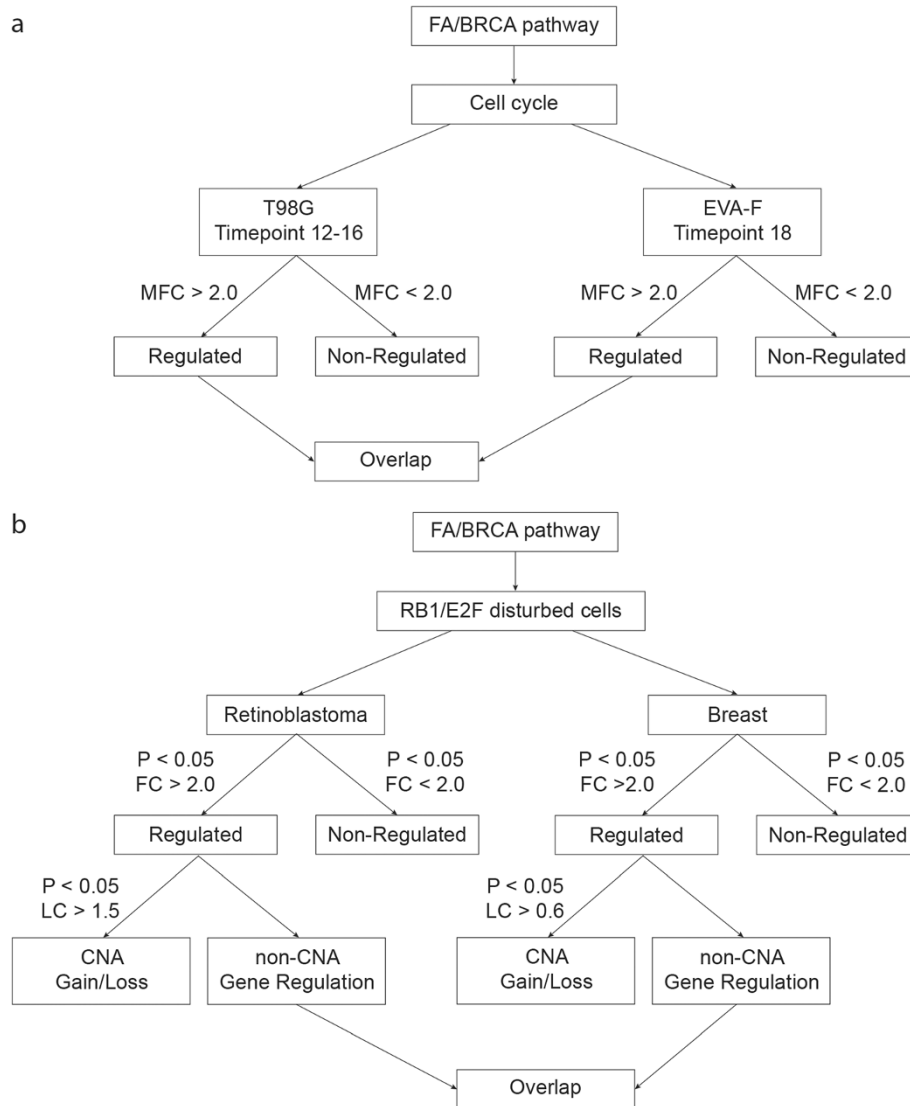 a
FA/BRCA pathway
Cell cycle
T98G
Timepoint 12-16
EVA-F
Timepoint 18
MFC > 2.0
MFC < 2.0
MFC > 2.0
MFC < 2.0
Regulated
Non-Regulated
Regulated
Non-Regulated
Overlap
b
FA/BRCA pathway
RB1/E2F disturbed cells
Retinoblastoma
Breast
P < 0.05
FC > 2.0
P < 0.05
FC < 2.0
P < 0.05
FC >2.0
P < 0.05
FC < 2.0
Regulated
Non-Regulated
Regulated
Non-Regulated
P < 0.05
LC > 1.5
P < 0.05
LC > 0.6
CNA
Gain/Loss
non-CNA
Gene Regulation
CNA
Gain/Loss
non-CNA
Gene Regulation
Overlap